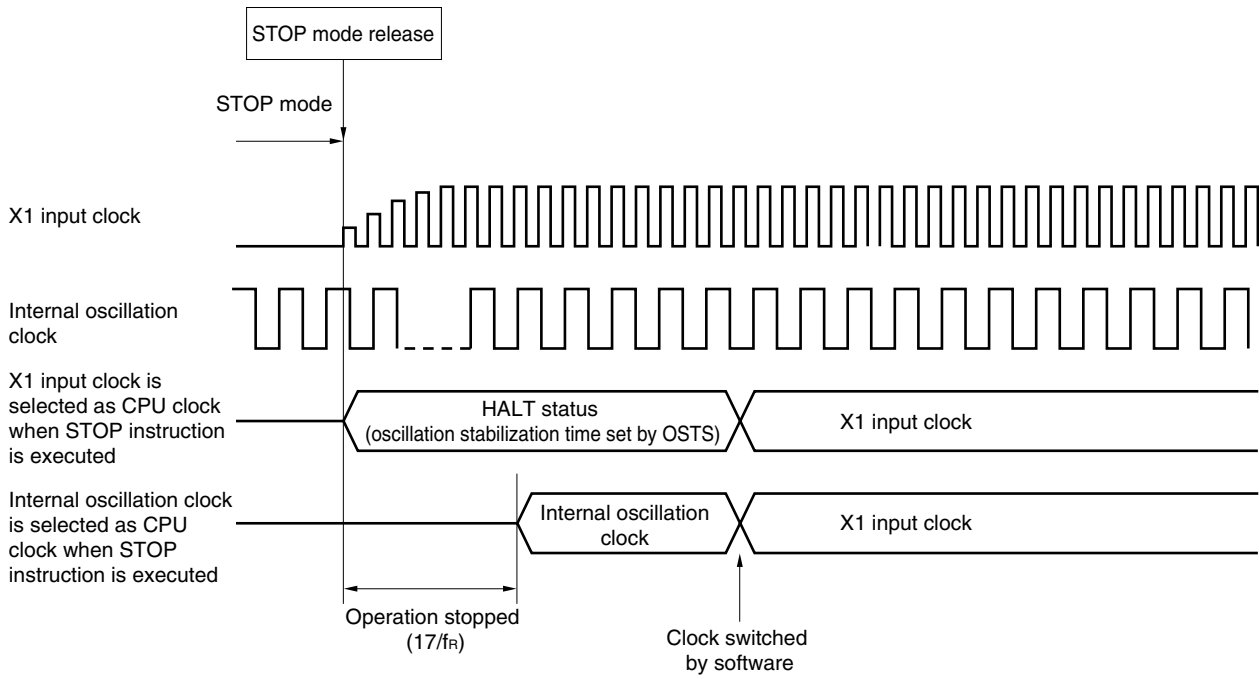 STOP mode release
STOP mode
X1 input clock
Internal oscillation
clock
X1 input clock is
selected as CPU clock
when STOP instruction
is executed
HALT status
(oscillation stabilization time set by OSTS)
X1 input clock
Internal oscillation clock
is selected as CPU
clock when STOP
instruction is executed
Internal oscillation
clock
X1 input clock
Operation stopped
(17/fR)
Clock switched
by software